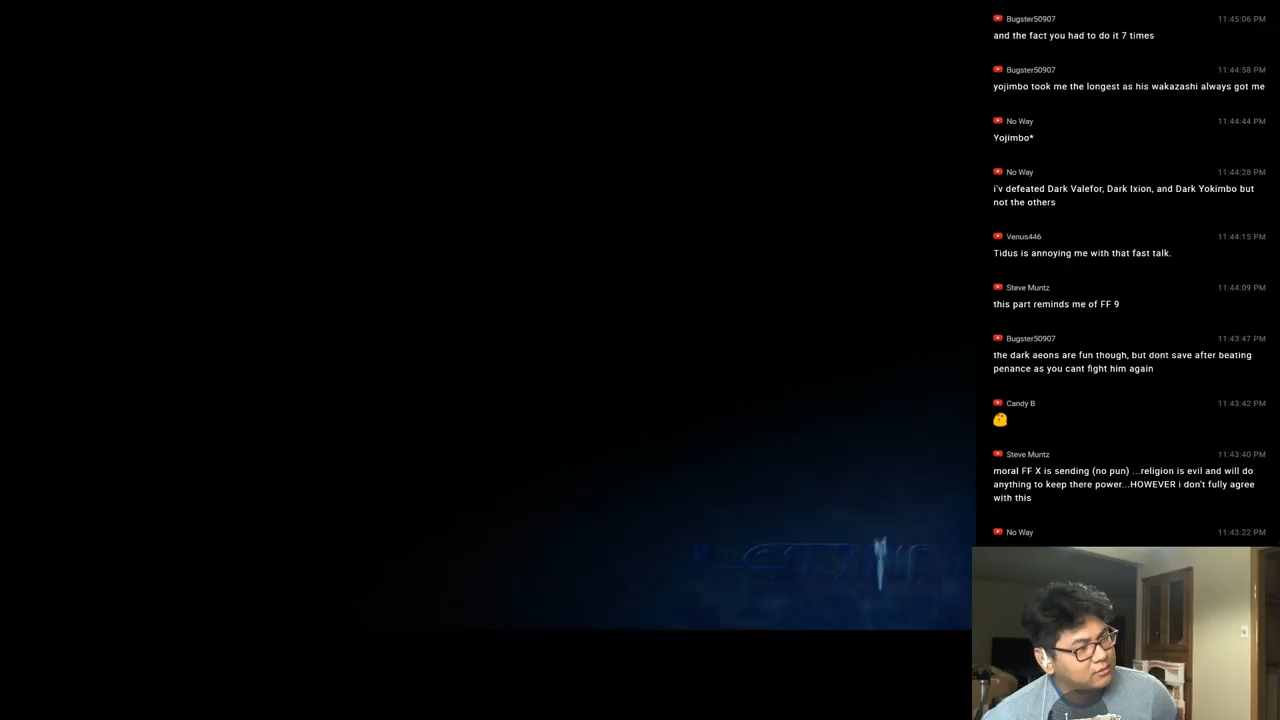 Bugster50907 11:45:06 PM
and the fact you had to do it 7 times
Bugster50907 11:44:58 PM
yojimbo took me the longest as his wakazashi always got me
No Way 11:44:44 PM
Yojimbo*
No Way 11:44:28 PM
i'v defeated Dark Valefor, Dark Ixion, and Dark Yokimbo but
not the others
Venus446 11:44:15 PM
Tidus is annoying me with that fast talk.
Steve Muntz 11:44:09 PM
this part reminds me of FF 9
Bugster50907 11:43:47 PM
the dark aeons are fun though, but dont save after beating
penance as you cant fight him again
Candy B 11:43:42 PM
Steve Muntz 11:43:40 PM
moral FF X is sending (no pun) ...religion is evil and will do
anything to keep there power...HOWEVER i don't fully agree
with this
No Way 11:43:22 PM